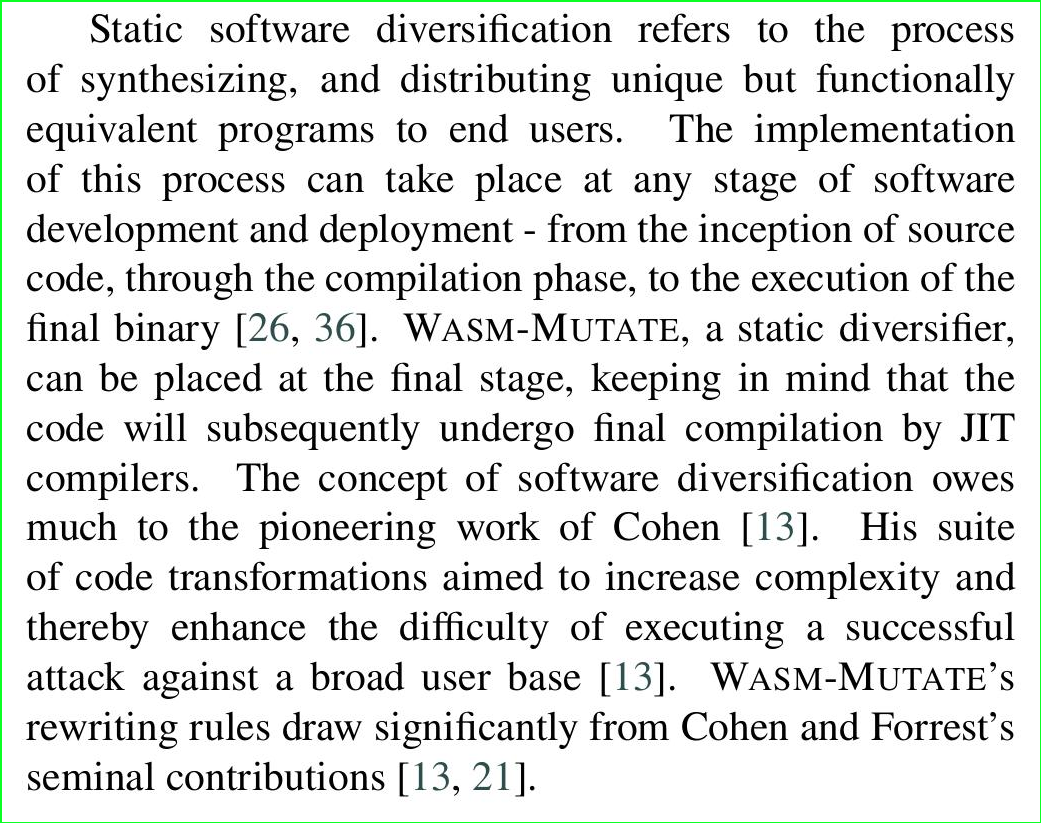 Static software diversification refers to the process
of synthesizing, and distributing unique but functionally
equivalent programs to end users. The implementation
of this process can take place at any stage of software
development and deployment - from the inception of source
code, through the compilation phase, to the execution of the
final binary [26, 36]. WASM-MUTATE, a static diversifier,
can be placed at the final stage, keeping in mind that the
code will subsequently undergo final compilation by JIT
compilers. The concept of software diversification owes
much to the pioneering work of Cohen [13]. His suite
of code transformations aimed to increase complexity and
thereby enhance the difficulty of executing a successful
attack against a broad user base [13]. WASM-MUTATE’s
rewriting rules draw significantly from Cohen and Forrest’s
seminal contributions [13, 21].